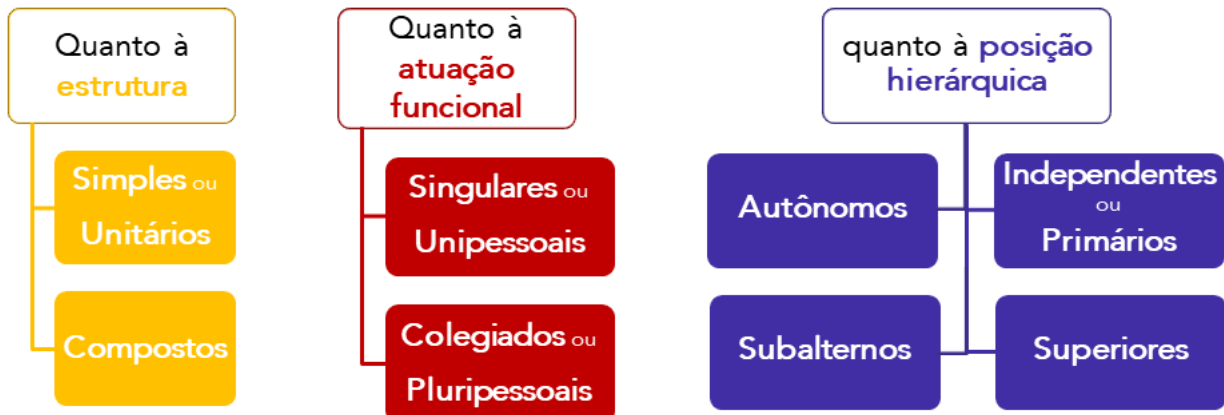 Quanto à
estrutura
Simples ou
Unitários
Compostos
Quanto à
atuação
funcional
Singulares ou
Unipessoais
Colegiados ou
Pluripessoais
quanto à posição
hierárquica
Autônomos
Independentes
ou
Primários
Subalternos
Superiores